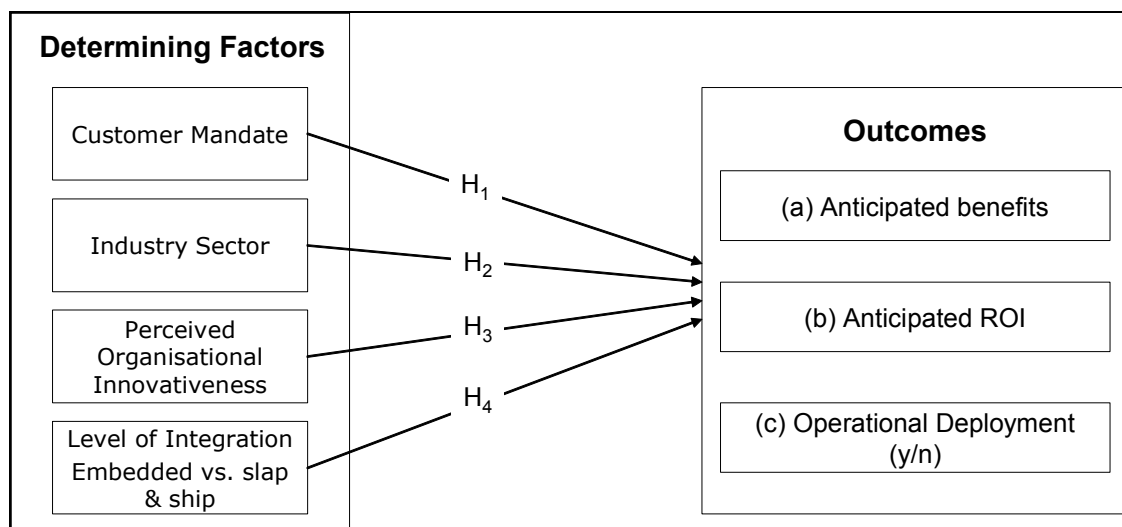 Determining Factors
Customer Mandate
Industry Sector
Perceived
Organisational
Innovativeness
Level of Integration
Embedded vs. slap
& ship
H₁
H₂
H₃
H₄
Outcomes
(a) Anticipated benefits
(b) Anticipated ROI
(c) Operational Deployment
(y/n)